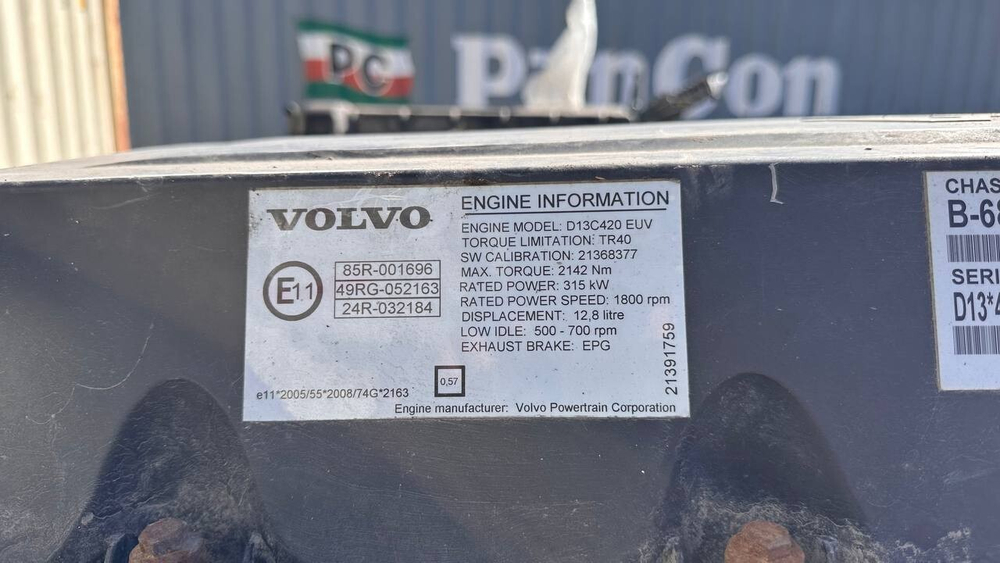 PC
PanCon
VOLVO
E11
85R-001696
49RG-052163
24R-032184
ENGINE INFORMATION
ENGINE MODEL: D13C420 EUV
TORQUE LIMITATION: TR40
SW CALIBRATION: 21368377
MAX. TORQUE: 2142 Nm
RATED POWER: 315 kW
RATED POWER SPEED: 1800 rpm
DISPLACEMENT: 12,8 litre
LOW IDLE: 500 - 700 rpm
EXHAUST BRAKE: EPG
21391759
0,57
e11*2005/55*2008/74G*2163
Engine manufacturer: Volvo Powertrain Corporation
CHAS
B-68
SERI
D13*4